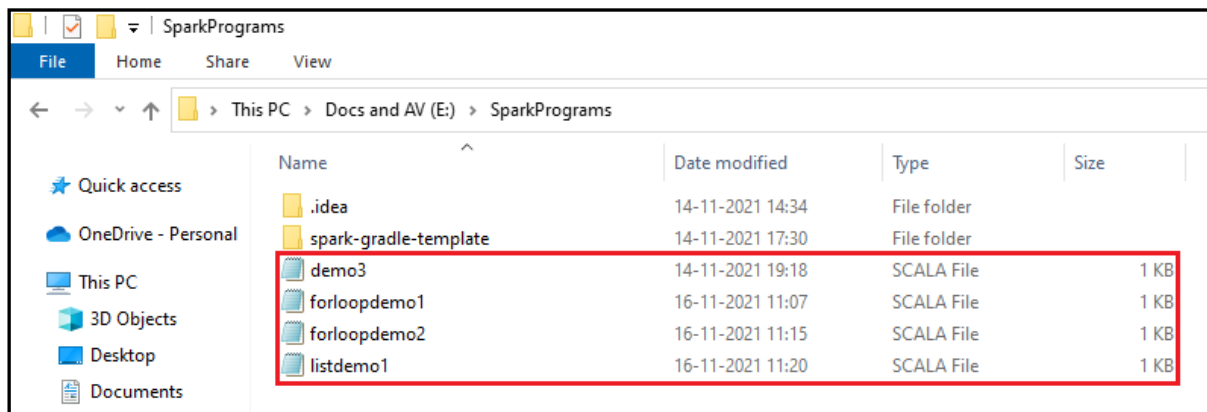 SparkPrograms
File Home Share View
This PC > Docs and AV (E:) > SparkPrograms
Name Date modified Type Size
Quick access
.idea 14-11-2021 14:34 File folder
OneDrive - Personal
spark-gradle-template 14-11-2021 17:30 File folder
demo3 14-11-2021 19:18 SCALA File 1 KB
This PC
forloopdemo1 16-11-2021 11:07 SCALA File 1 KB
3D Objects
forloopdemo2 16-11-2021 11:15 SCALA File 1 KB
Desktop
listdemo1 16-11-2021 11:20 SCALA File 1 KB
Documents